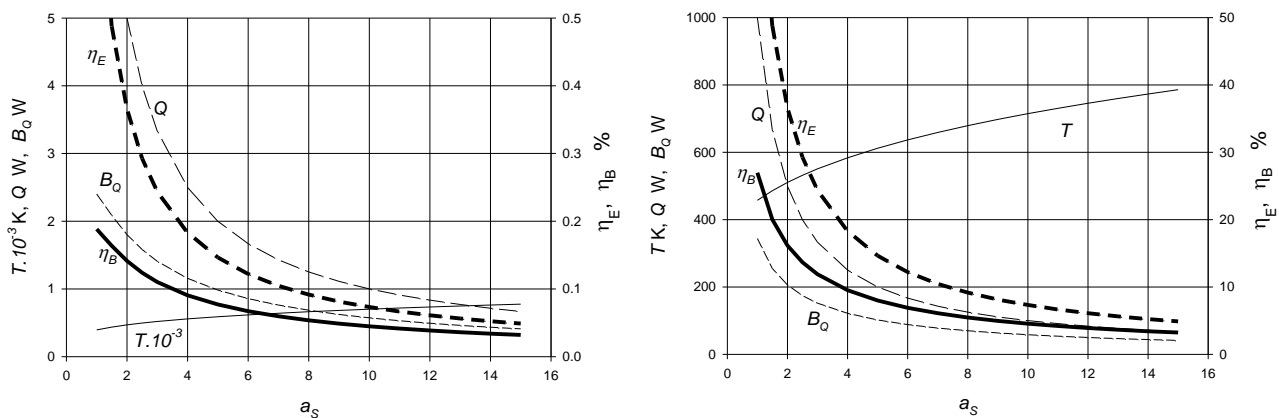 T.10⁻³ K, Q W, B_Q W
5
4
3
2
1
0
0 2 4 6 8 10 12 14 16
a_S
0.5
0.4
0.3
0.2
0.1
0.0
η_E, η_B %
η_E
Q
B_Q
η_B
T.10⁻³
T K, Q W, B_Q W
1000
800
600
400
200
0
0 2 4 6 8 10 12 14 16
a_S
50
40
30
20
10
0
η_E, η_B %
Q
η_E
T
η_B
B_Q